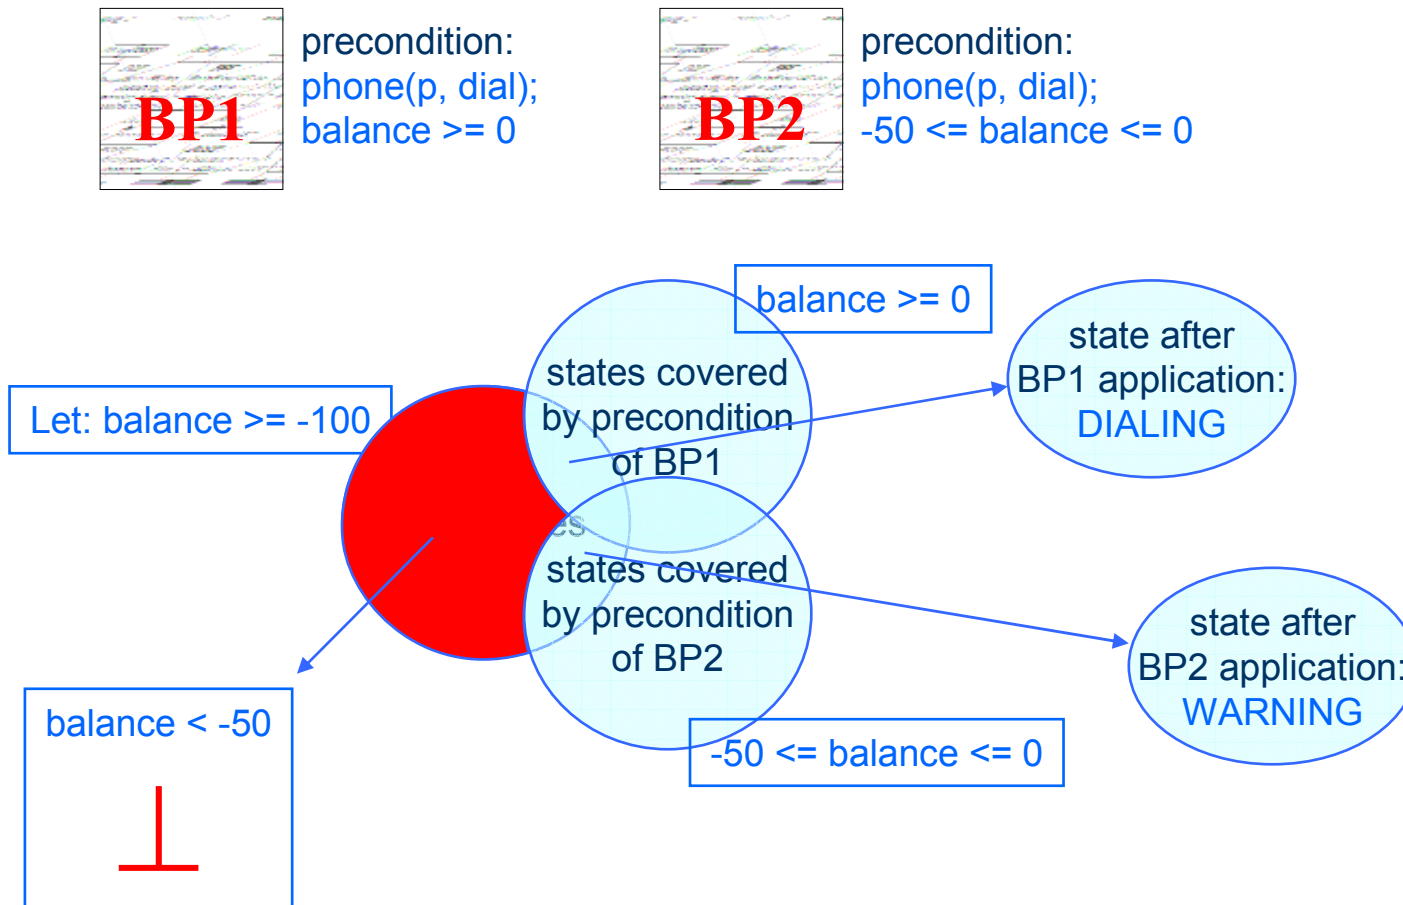 BP1
precondition:
phone(p, dial);
balance >= 0
BP2
precondition:
phone(p, dial);
-50 <= balance <= 0
balance >= 0
state after
BP1 application:
DIALING
states covered
by precondition
of BP1
Let: balance >= -100
states covered
by precondition
of BP2
state after
BP2 application:
WARNING
balance < -50
-50 <= balance <= 0